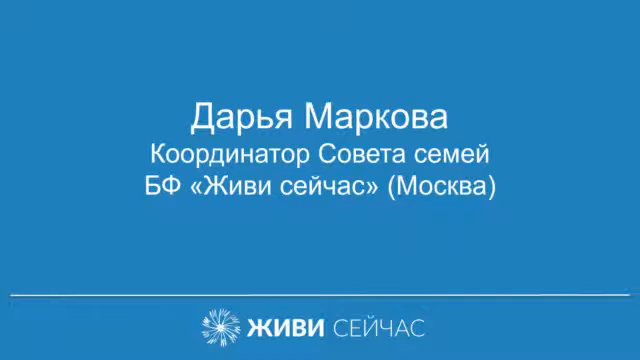 Дарья Маркова
Координатор Совета семей
БФ «Живи сейчас» (Москва)
ЖИВИ СЕЙЧАС